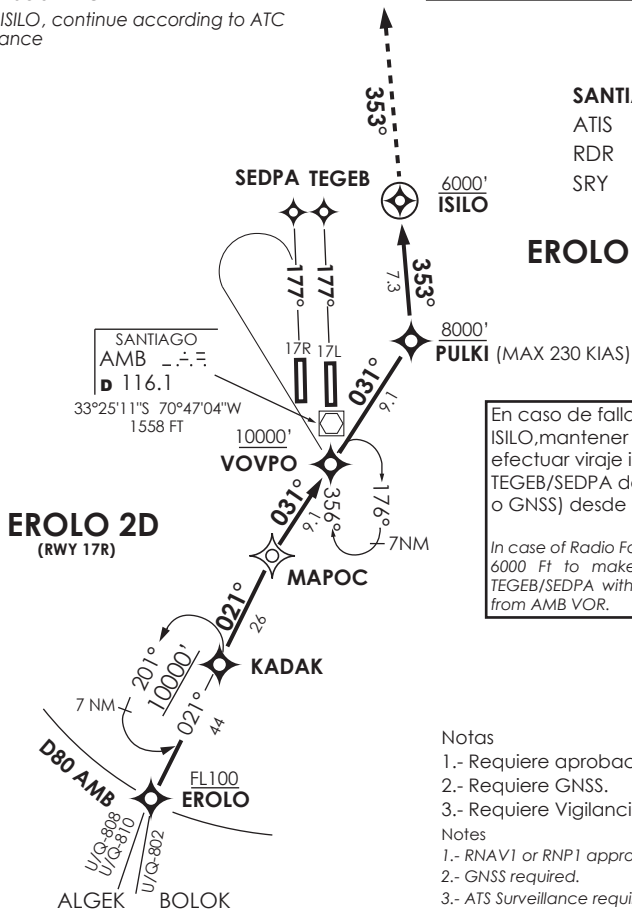 ISILO, continue according to ATC
ance
353°
SANTIA
ATIS
RDR
SRY
SEDPA TEGEB
6000'
ISILO
EROLO
177°
177°
7.3
353°
8000'
PULKI (MAX 230 KIAS)
SANTIAGO
AMB
D 116.1
33°25'11"S 70°47'04"W
1558 FT
17R 17L
031°
9.1
10000'
VOVPO
En caso de falla
ISILO,mantener
efectuar viraje i
TEGEB/SEDPA de
o GNSS) desde
In case of Radio Fa
6000 Ft to make
TEGEB/SEDPA with
from AMB VOR.
356°
176°
7NM
EROLO 2D
(RWY 17R)
031°
9.1
MAPOC
021°
26
KADAK
201°
10000'
7 NM
021°
44
D80 AMB
FL100
EROLO
U/Q-808
U/Q-810
U/Q-802
ALGEK BOLOK
Notas
1.- Requiere aprobac
2.- Requiere GNSS.
3.- Requiere Vigilanci
Notes
1.- RNAV1 or RNP1 appro
2.- GNSS required.
3.- ATS Surveillance requi